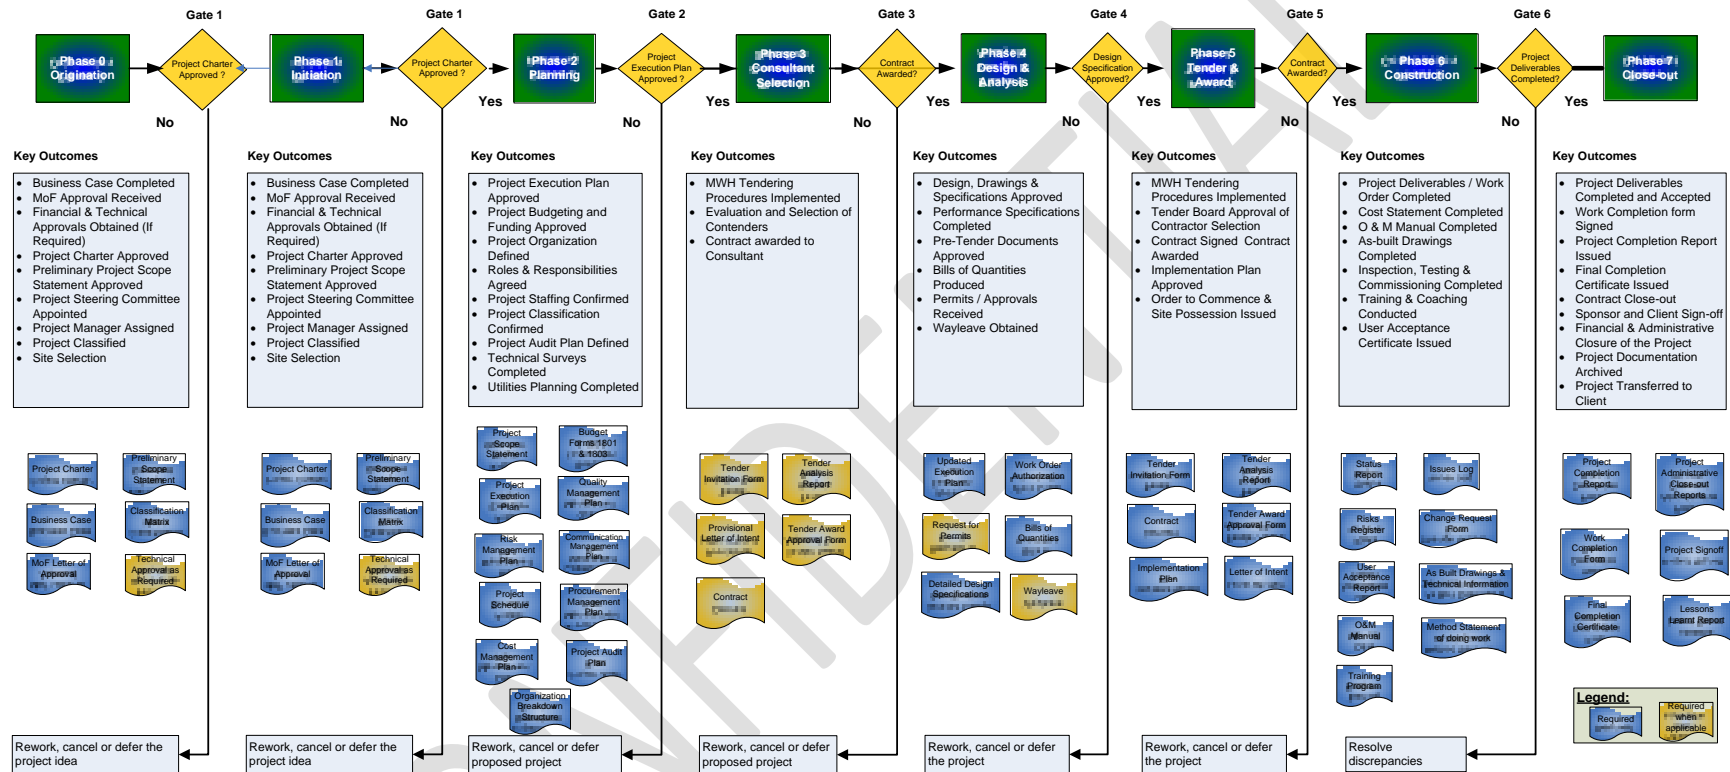 Gate 1
Gate 1
Gate 2
Gate 3
Gate 4
Gate 5
Gate 6
Phase 0
Origination
Project Charter
Approved ?
Phase 1
Initiation
Project Charter
Approved ?
Phase 2
Planning
Project
Execution Plan
Approved ?
Phase 3
Consultant
Selection
Contract
Awarded?
Phase 4
Design &
Analysis
Design
Specification
Approved?
Phase 5
Tender &
Award
Contract
Awarded?
Phase 6
Construction
Project
Deliverables
Completed?
Phase 7
Close-out
Yes
Yes
Yes
Yes
Yes
Yes
No
No
No
No
No
No
No
Key Outcomes
• Business Case Completed
• MoF Approval Received
• Financial & Technical
Approvals Obtained (If
Required)
• Project Charter Approved
• Preliminary Project Scope
Statement Approved
• Project Steering Committee
Appointed
• Project Manager Assigned
• Project Classified
• Site Selection
Key Outcomes
• Business Case Completed
• MoF Approval Received
• Financial & Technical
Approvals Obtained (If
Required)
• Project Charter Approved
• Preliminary Project Scope
Statement Approved
• Project Steering Committee
Appointed
• Project Manager Assigned
• Project Classified
• Site Selection
Key Outcomes
• Project Execution Plan
Approved
• Project Budgeting and
Funding Approved
• Project Organization
Defined
• Roles & Responsibilities
Agreed
• Project Staffing Confirmed
• Project Classification
Confirmed
• Project Audit Plan Defined
• Technical Surveys
Completed
• Utilities Planning Completed
Key Outcomes
• MWH Tendering
Procedures Implemented
• Evaluation and Selection of
Contenders
• Contract awarded to
Consultant
Key Outcomes
• Design, Drawings &
Specifications Approved
• Performance Specifications
Completed
• Pre-Tender Documents
Approved
• Bills of Quantities
Produced
• Permits / Approvals
Received
• Wayleave Obtained
Key Outcomes
• MWH Tendering
Procedures Implemented
• Tender Board Approval of
Contractor Selection
• Contract Signed Contract
Awarded
• Implementation Plan
Approved
• Order to Commence &
Site Possession Issued
Key Outcomes
• Project Deliverables / Work
Order Completed
• Cost Statement Completed
• O & M Manual Completed
• As-built Drawings
Completed
• Inspection, Testing &
Commissioning Completed
• Training & Coaching
Conducted
• User Acceptance
Certificate Issued
Key Outcomes
• Project Deliverables
Completed and Accepted
• Work Completion form
Signed
• Project Completion Report
Issued
• Final Completion
Certificate Issued
• Contract Close-out
• Sponsor and Client Sign-off
• Financial & Administrative
Closure of the Project
• Project Documentation
Archived
• Project Transferred to
Client
Project Charter
Preliminary
Scope
Statement
Business Case
Classification
Matrix
MoF Letter of
Approval
Technical
Approval as
Required
Project Charter
Preliminary
Scope
Statement
Business Case
Classification
Matrix
MoF Letter of
Approval
Technical
Approval as
Required
Project
Scope
Statement
Budget
Forms 1801
& 1803
Project
Execution
Plan
Quality
Management
Plan
Risk
Management
Plan
Communication
Management
Plan
Project
Schedule
Procurement
Management
Plan
Cost
Management
Plan
Project Audit
Plan
Organization
Breakdown
Structure
Tender
Invitation Form
Tender
Analysis
Report
Provisional
Letter of Intent
Tender Award
Approval Form
Contract
Updated
Execution
Plan
Work Order
Authorization
Request for
Permits
Bills of
Quantities
Detailed Design
Specifications
Wayleave
Tender
Invitation Form
Tender
Analysis
Report
Contract
Tender Award
Approval Form
Implementation
Plan
Letter of Intent
Status
Report
Issues Log
Risks
Register
Change Request
Form
User
Acceptance
Report
As Built Drawings &
Technical Information
O&M
Manual
Method Statement
of doing work
Training
Program
Project
Completion
Report
Project
Administrative
Close-out
Reports
Work
Completion
Form
Project Signoff
Final
Completion
Certificate
Lessons
Learnt Report
Legend:
Required
Required
when
applicable
Rework, cancel or defer the
project idea
Rework, cancel or defer the
project idea
Rework, cancel or defer
proposed project
Rework, cancel or defer
proposed project
Rework, cancel or defer
the project
Rework, cancel or defer
the project
Resolve
discrepancies
CONFIDENTIAL